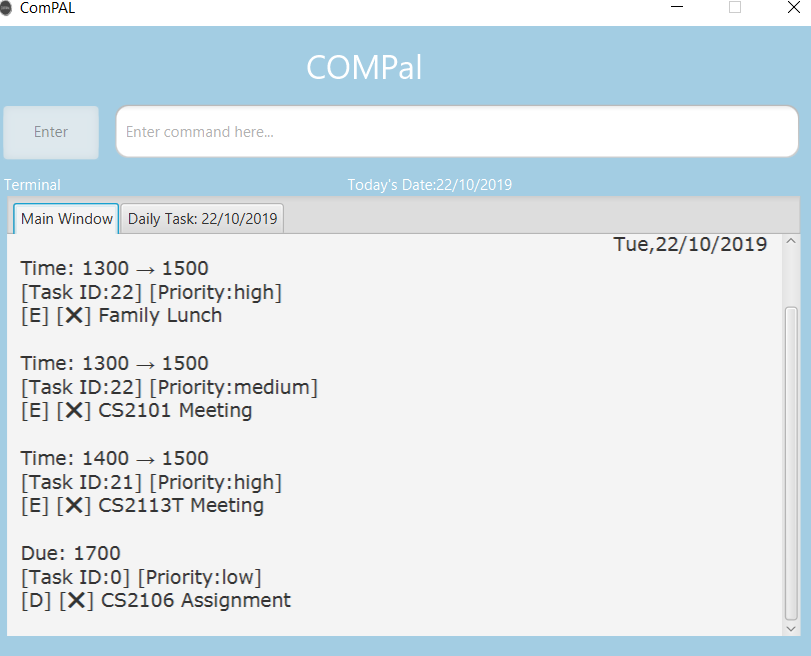 ComPAL
COMPal
Enter
Enter command here...
Terminal
Today's Date:22/10/2019
Main Window
Daily Task: 22/10/2019
Tue,22/10/2019
Time: 1300 → 1500
[Task ID:22] [Priority:high]
[E] [❌] Family Lunch
Time: 1300 → 1500
[Task ID:22] [Priority:medium]
[E] [❌] CS2101 Meeting
Time: 1400 → 1500
[Task ID:21] [Priority:high]
[E] [❌] CS2113T Meeting
Due: 1700
[Task ID:0] [Priority:low]
[D] [❌] CS2106 Assignment